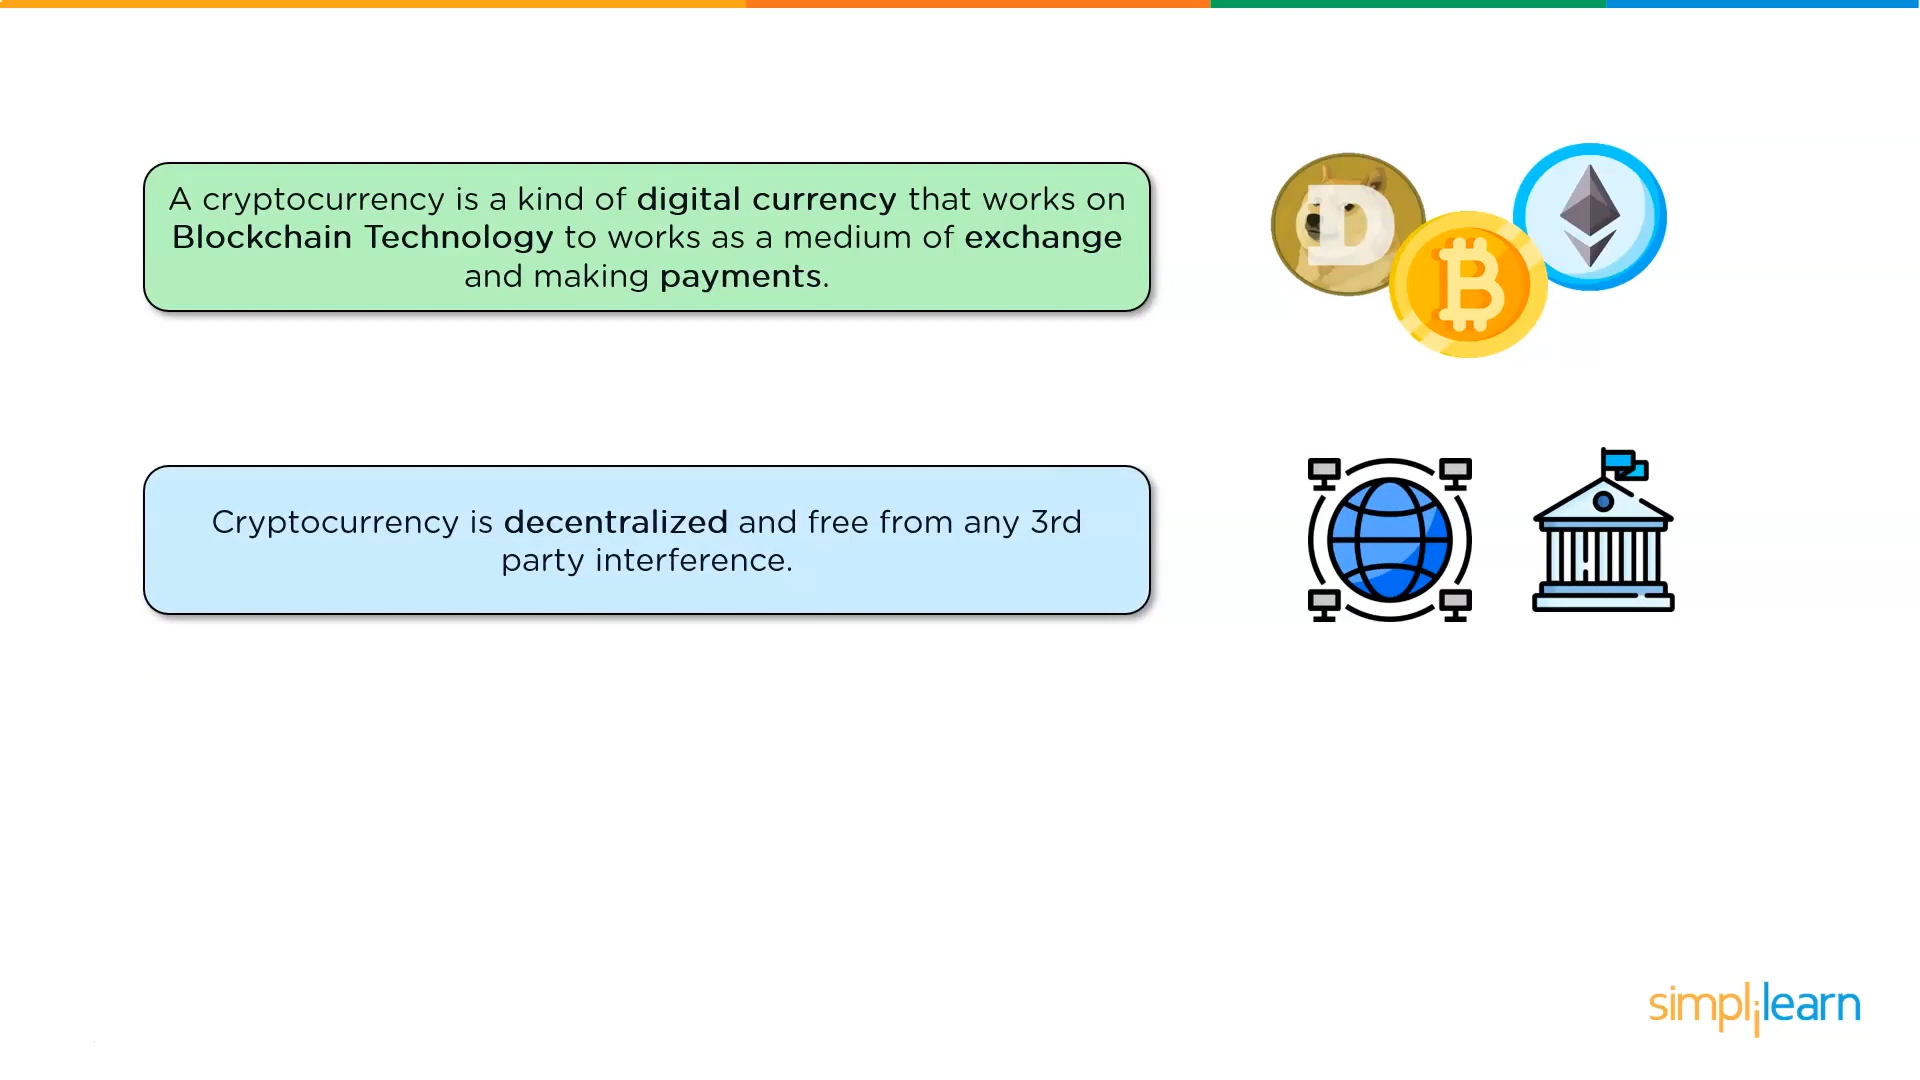 A cryptocurrency is a kind of digital currency that works on
Blockchain Technology to works as a medium of exchange
and making payments.
Cryptocurrency is decentralized and free from any 3rd
party interference.
simplilearn